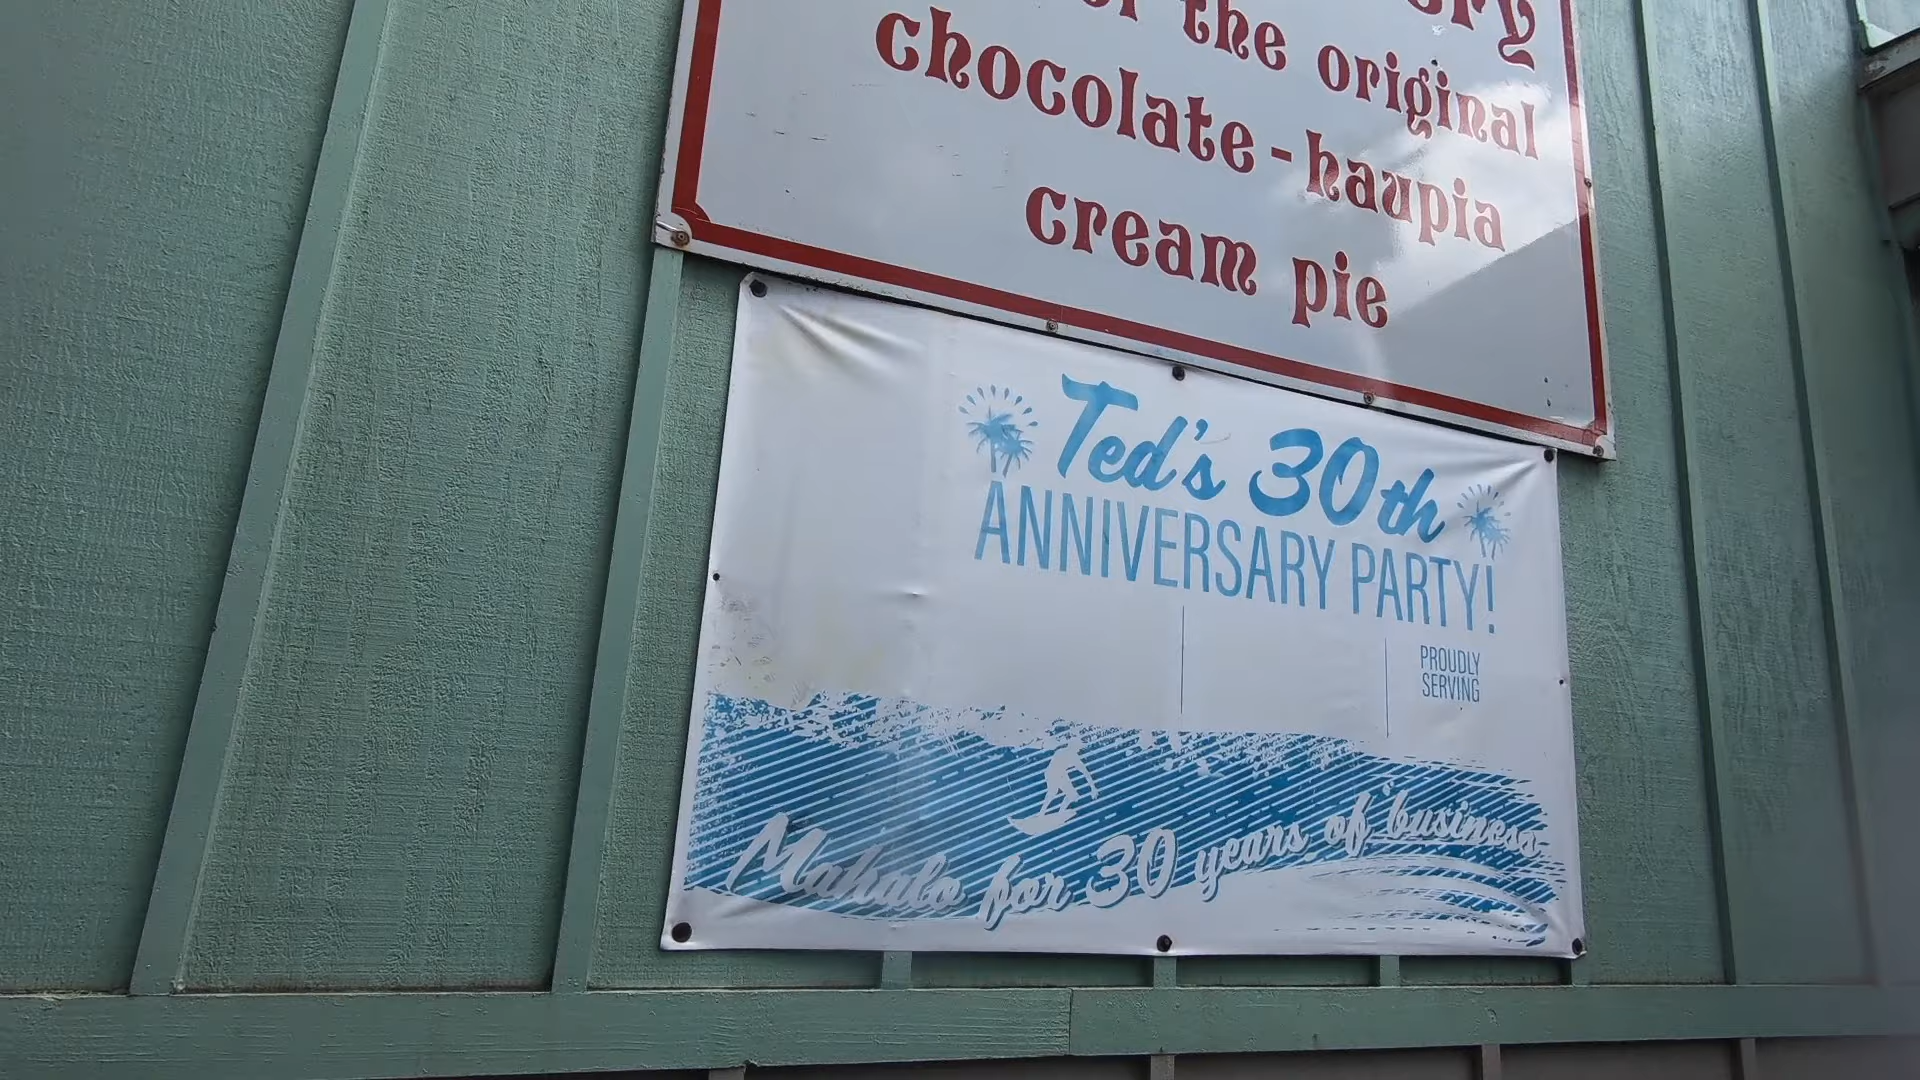 the original
chocolate - haupia
cream pie
Ted's 30th
ANNIVERSARY PARTY!
PROUDLY
SERVING
Mahalo for 30 years of business